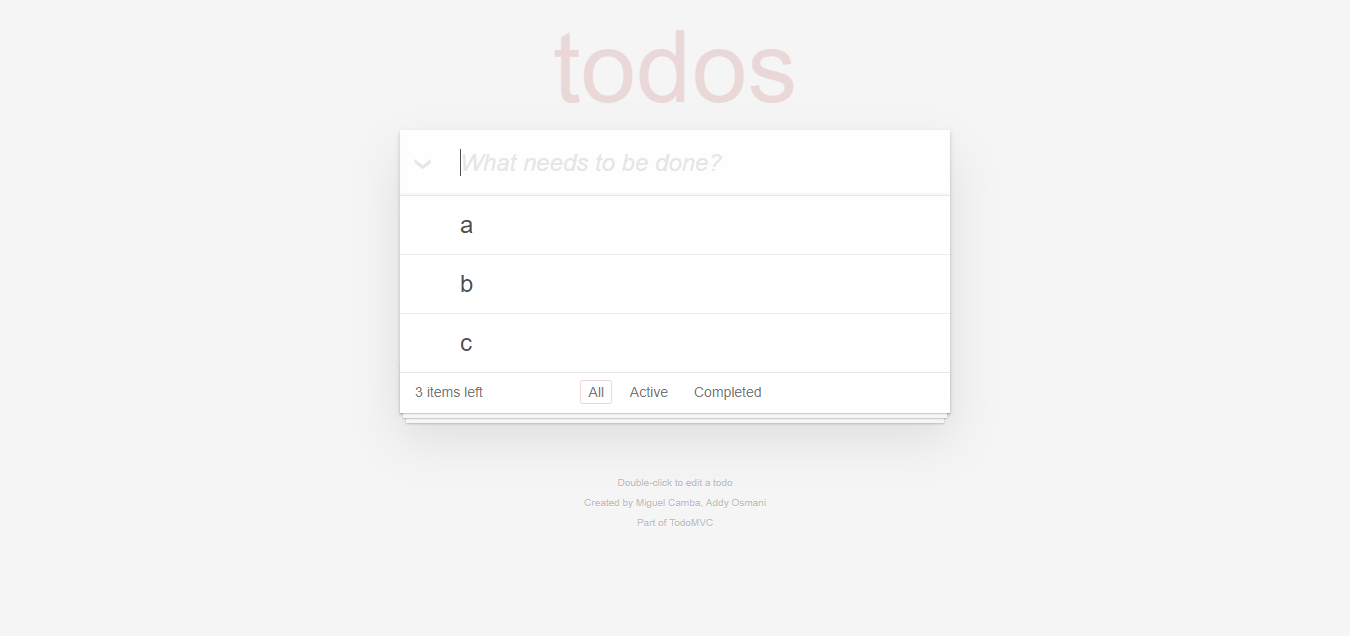 todos
What needs to be done?
a
b
c
3 items left All Active Completed
Double-click to edit a todo
Created by Miguel Camba, Addy Osmani
Part of TodoMVC